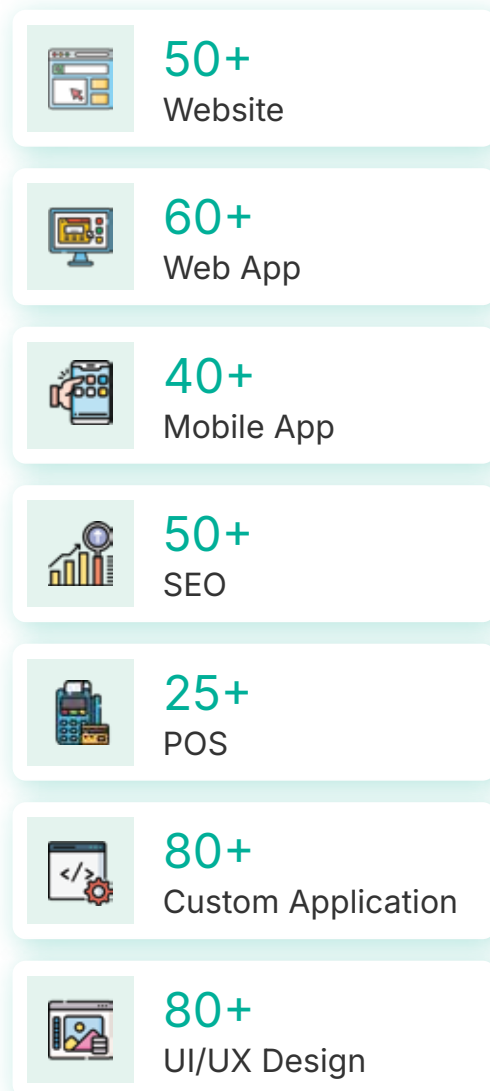 50+
Website
60+
Web App
40+
Mobile App
50+
SEO
25+
POS
</>
80+
Custom Application
80+
UI/UX Design